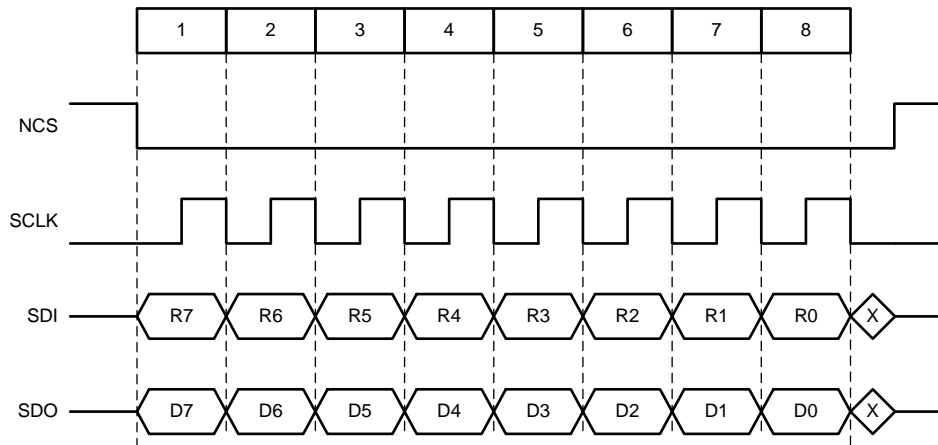 1 2 3 4 5 6 7 8
NCS
SCLK
SDI R7 R6 R5 R4 R3 R2 R1 R0 X
SDO D7 D6 D5 D4 D3 D2 D1 D0 X